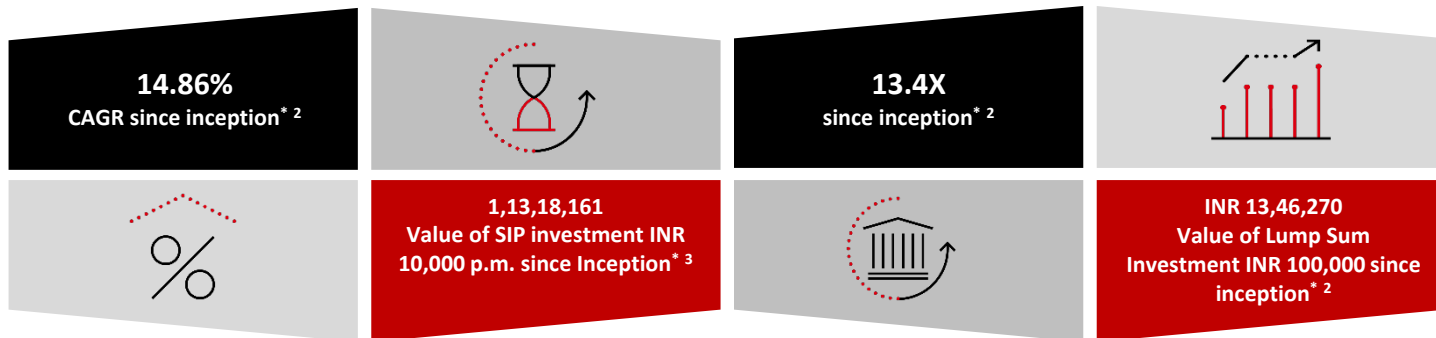 14.86%
CAGR since inception* 2
13.4X
since inception* 2
1,13,18,161
Value of SIP investment INR
10,000 p.m. since Inception* 3
INR 13,46,270
Value of Lump Sum
Investment INR 100,000 since
inception* 2